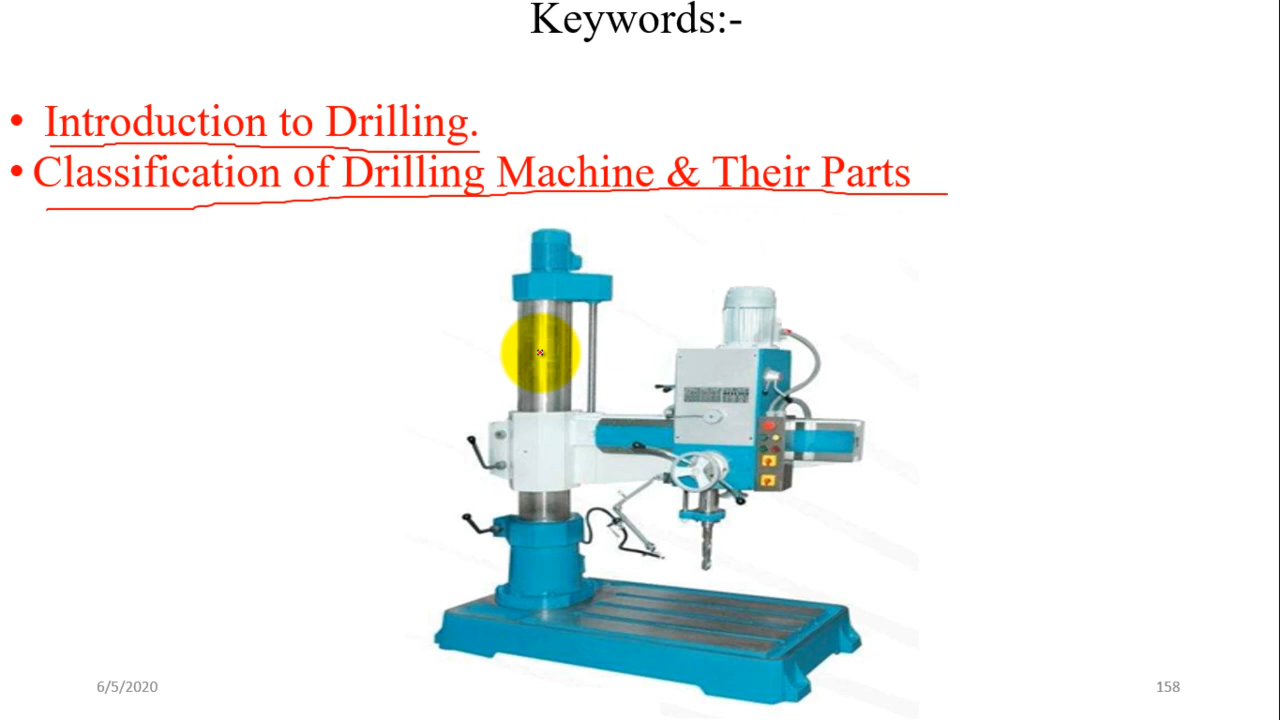 Keywords:-
• Introduction to Drilling.
• Classification of Drilling Machine & Their Parts
6/5/2020
158